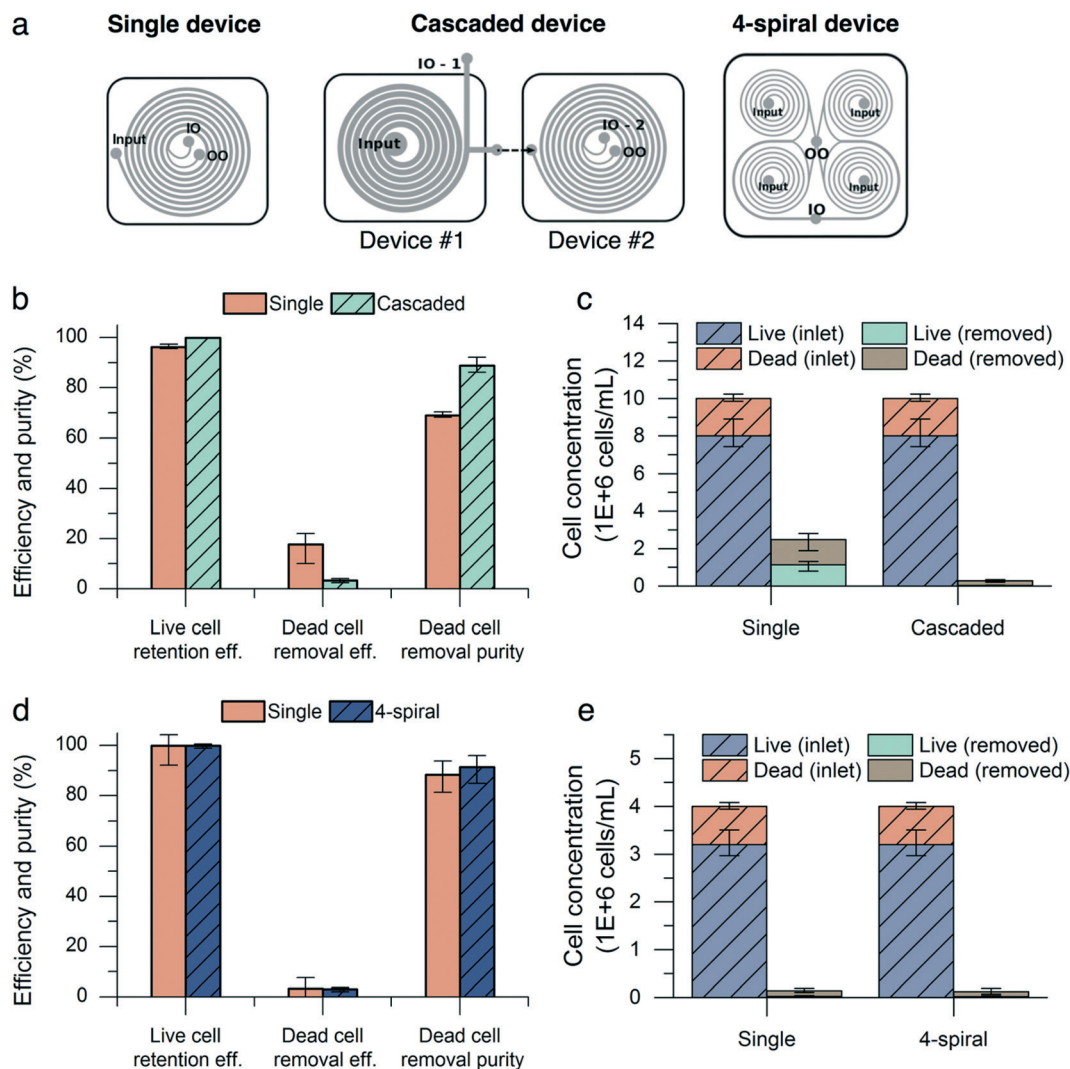 a
Single device
Cascaded device
4-spiral device
Input
IO
OO
IO - 1
Input
Device #1
IO - 2
OO
Device #2
Input
Input
OO
Input
Input
IO
b
Single
Cascaded
Efficiency and purity (%)
100
80
60
40
20
0
Live cell
retention eff.
Dead cell
removal eff.
Dead cell
removal purity
c
Live (inlet)
Live (removed)
Dead (inlet)
Dead (removed)
Cell concentration
(1E+6 cells/mL)
14
12
10
8
6
4
2
0
Single
Cascaded
d
Single
4-spiral
Efficiency and purity (%)
100
80
60
40
20
0
Live cell
retention eff.
Dead cell
removal eff.
Dead cell
removal purity
e
Live (inlet)
Live (removed)
Dead (inlet)
Dead (removed)
Cell concentration
(1E+6 cells/mL)
5
4
3
2
1
0
Single
4-spiral